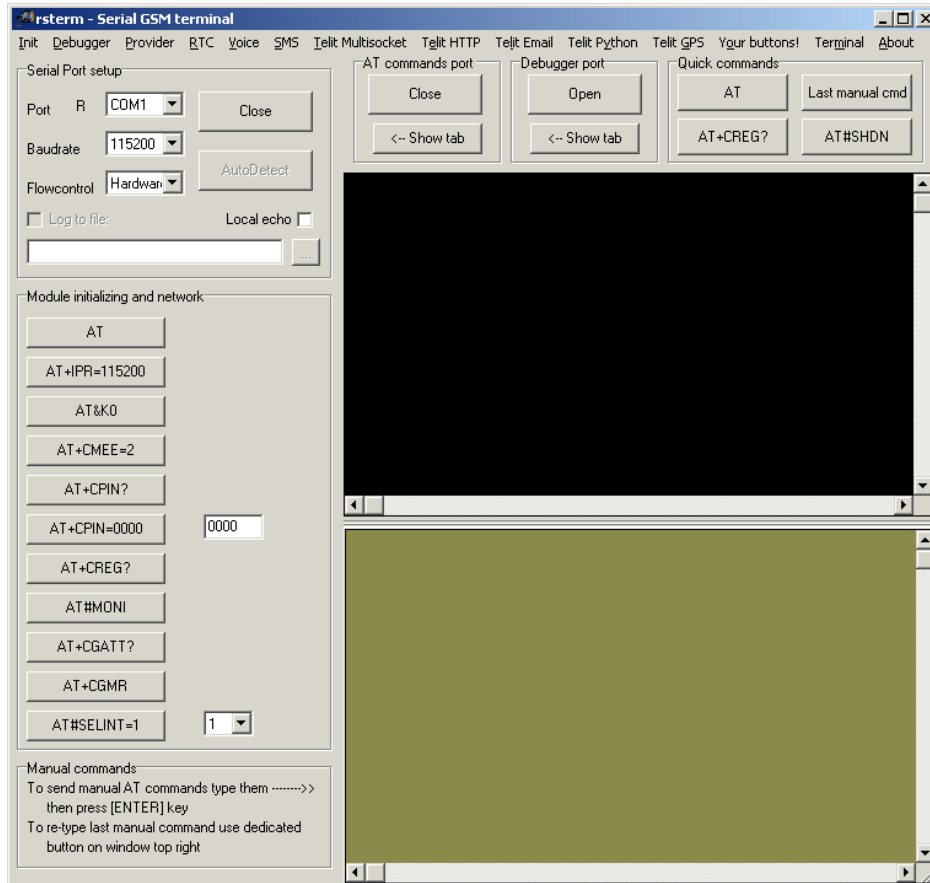 rsterm - Serial GSM terminal
Init Debugger Provider RTC Voice SMS Telit Multisocket Telit HTTP Telit Email Telit Python Telit GPS Your buttons! Terminal About
Serial Port setup
Port R COM1 Close
Baudrate 115200
AutoDetect
Flowcontrol Hardwar
Log to file: Local echo
...
AT commands port
Close
<-- Show tab
Debugger port
Open
<-- Show tab
Quick commands
AT Last manual cmd
AT+CREG? AT#SHDN
Module initializing and network
AT
AT+IPR=115200
AT&K0
AT+CMEE=2
AT+CPIN?
AT+CPIN=0000 0000
AT+CREG?
AT#MONI
AT+CGATT?
AT+CGMR
AT#SELINT=1 1
Manual commands
To send manual AT commands type them -------->>
then press [ENTER] key
To re-type last manual command use dedicated
button on window top right